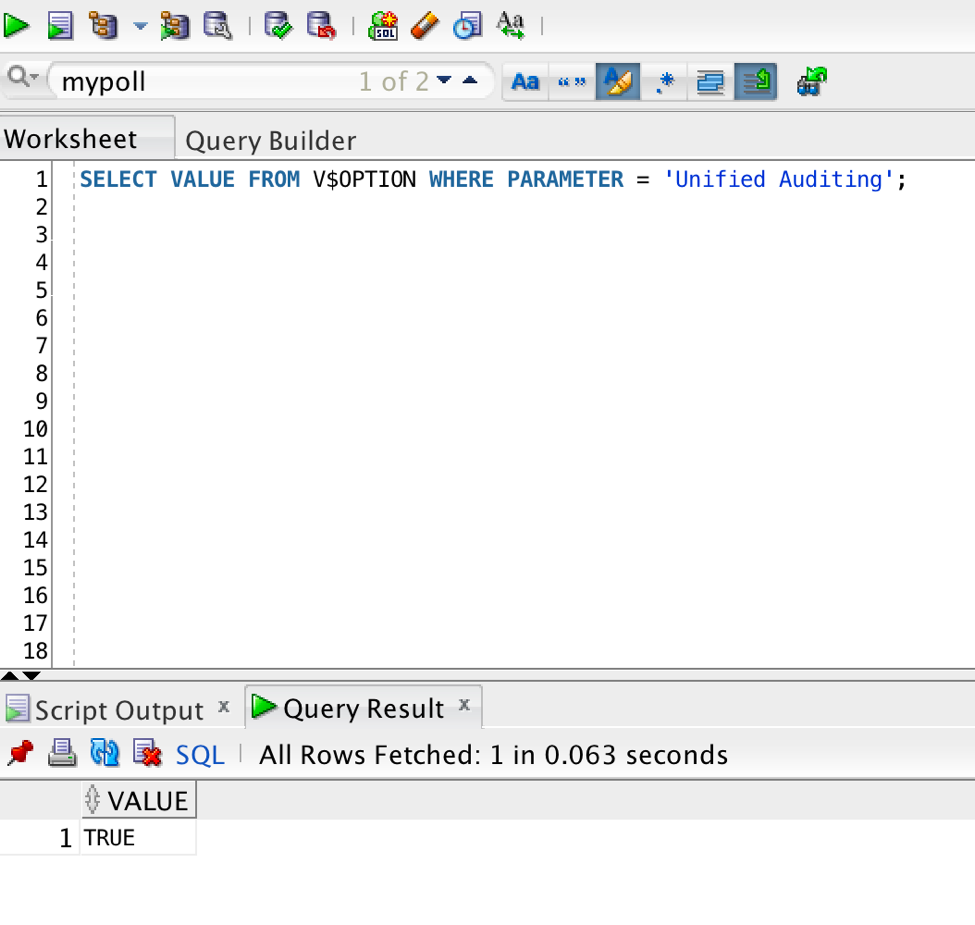 SQL
Aa
mypoll 1 of 2 Aa “” .*
Worksheet Query Builder
1 SELECT VALUE FROM V$OPTION WHERE PARAMETER = 'Unified Auditing';
2
3
4
5
6
7
8
9
10
11
12
13
14
15
16
17
18
Script Output x Query Result x
SQL All Rows Fetched: 1 in 0.063 seconds
VALUE
1 TRUE